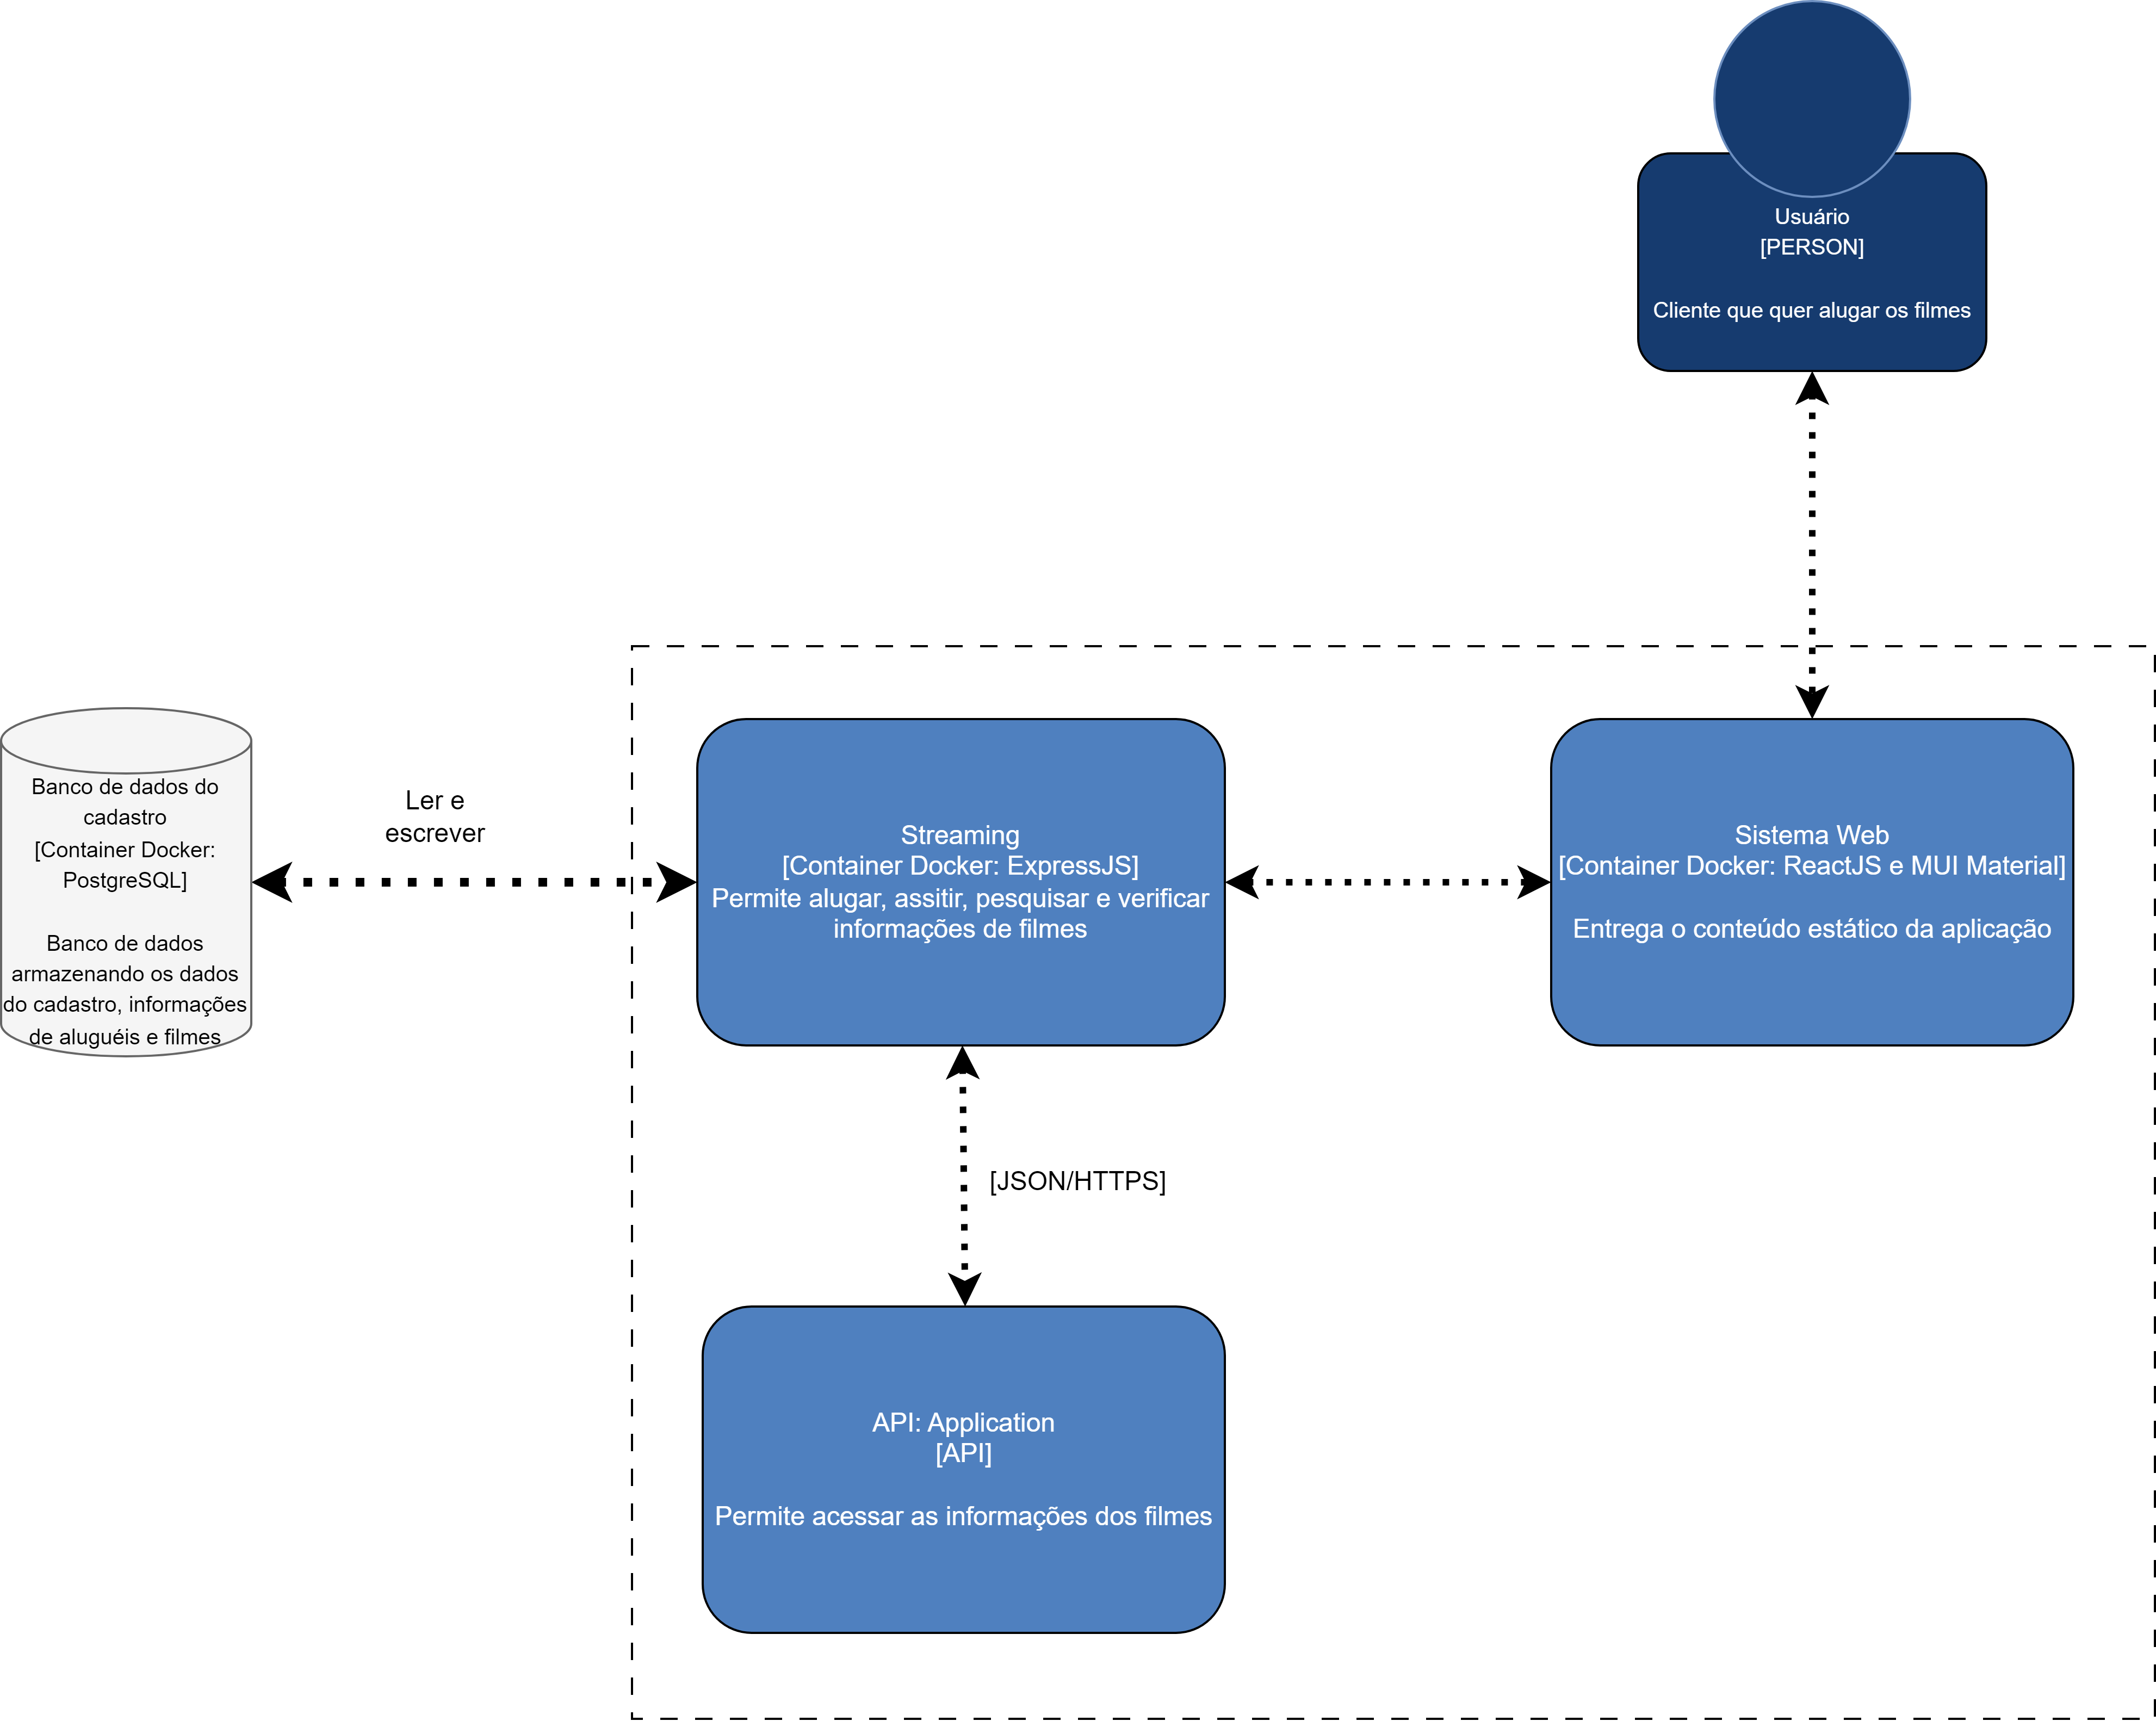 Usuário
[PERSON]
Cliente que quer alugar os filmes
Banco de dados do
cadastro
[Container Docker:
PostgreSQL]
Banco de dados
armazenando os dados
do cadastro, informações
de aluguéis e filmes
Ler e
escrever
Streaming
[Container Docker: ExpressJS]
Permite alugar, assitir, pesquisar e verificar
informações de filmes
Sistema Web
[Container Docker: ReactJS e MUI Material]
Entrega o conteúdo estático da aplicação
[JSON/HTTPS]
API: Application
[API]
Permite acessar as informações dos filmes